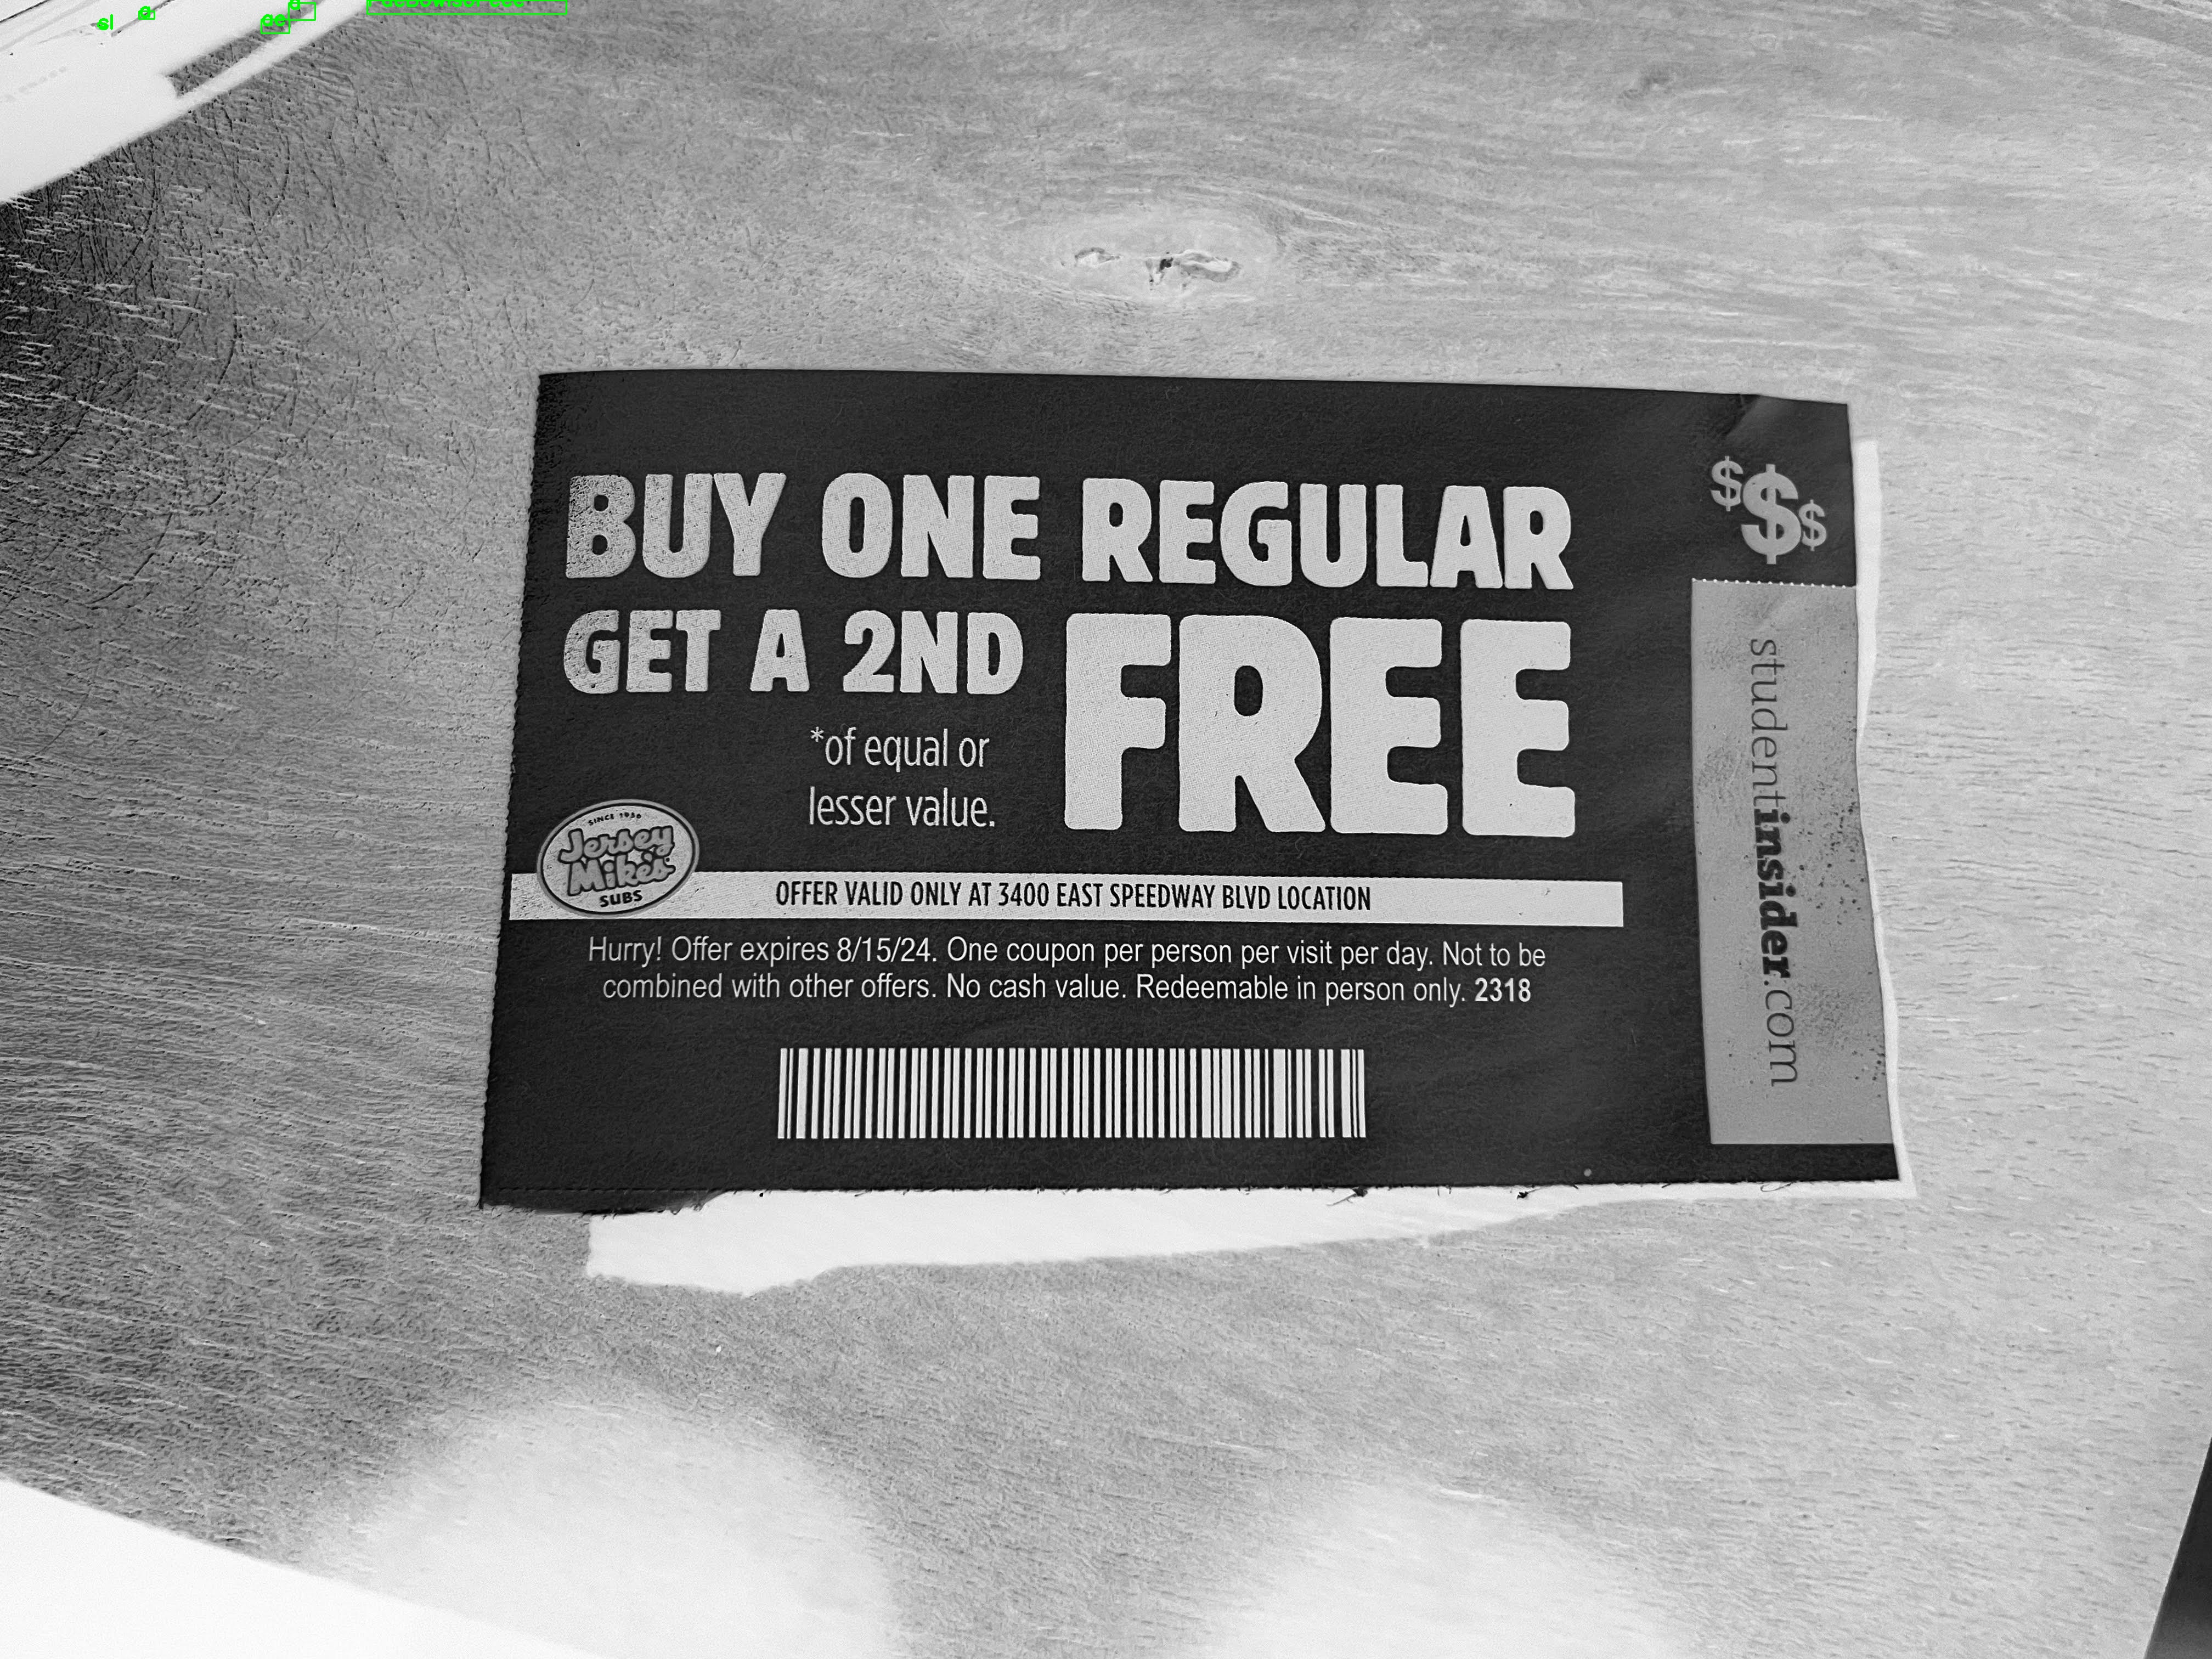 BUY ONE REGULAR
GET A 2ND FREE
*of equal or
lesser value.
SINCE 1956
Jersey
Mike's
SUBS
OFFER VALID ONLY AT 3400 EAST SPEEDWAY BLVD LOCATION
Hurry! Offer expires 8/15/24. One coupon per person per visit per day. Not to be
combined with other offers. No cash value. Redeemable in person only. 2318
$$$
studentinsider.com